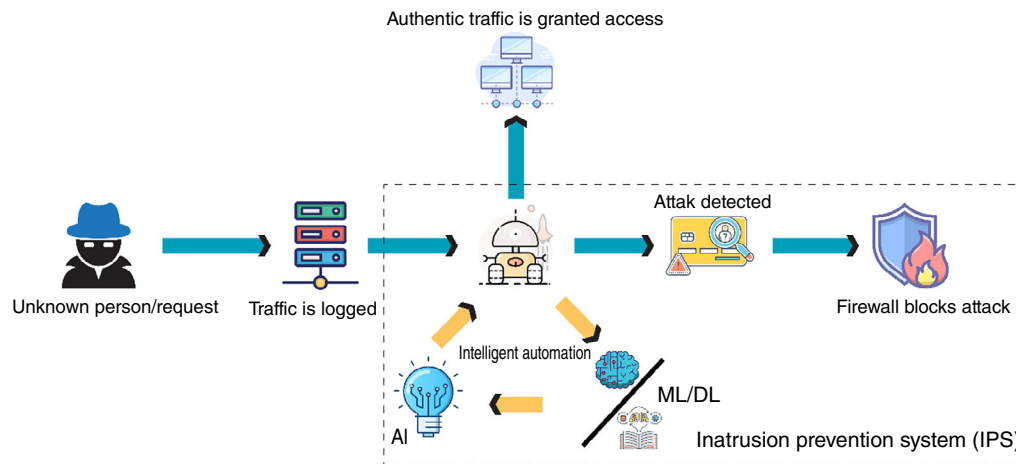 Authentic traffic is granted access
Attak detected
Unknown person/request
Traffic is logged
Firewall blocks attack
Intelligent automation
ML/DL
AI
Inatrusion prevention system (IPS)